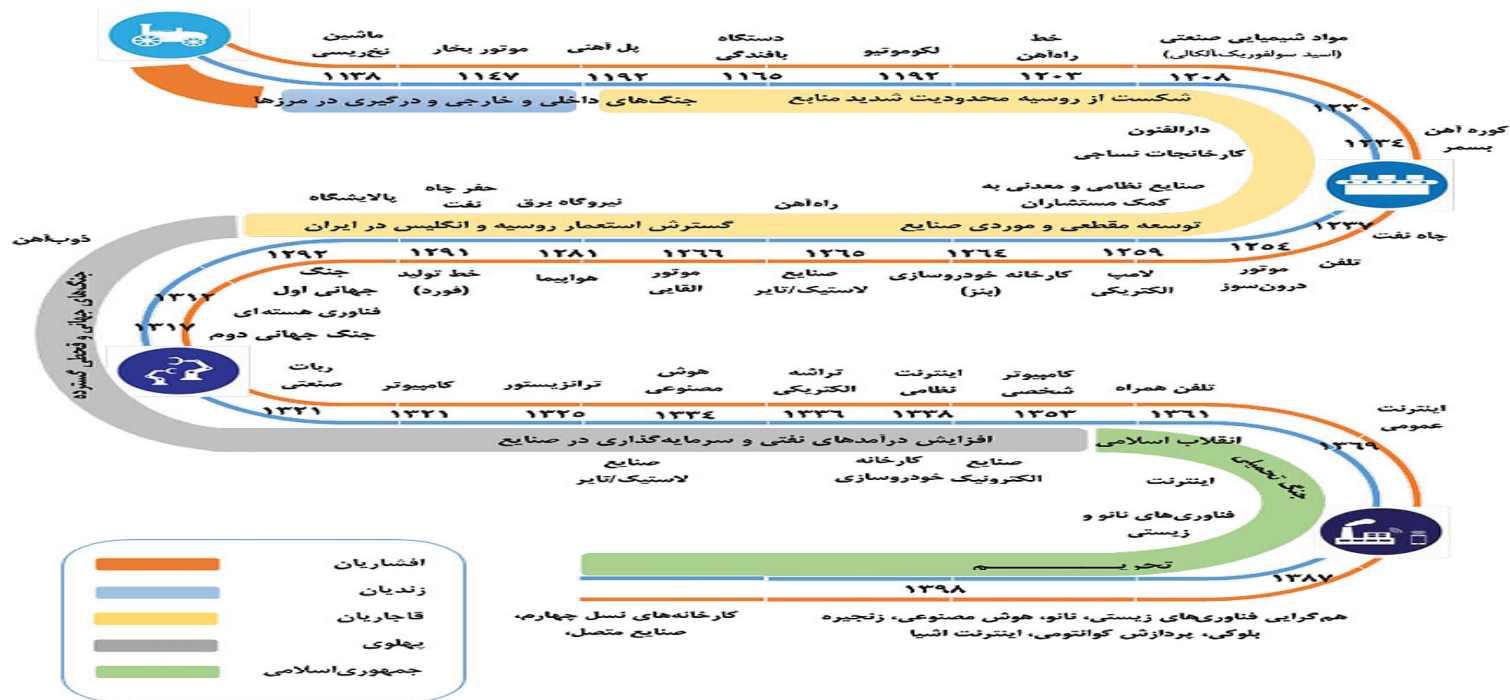 ماشین
نخ‌ریسی
موتور بخار
پل آهنی
دستگاه
بافندگی
لکوموتیو
خط
راه‌آهن
مواد شیمیایی صنعتی
(اسید سولفوریک،آلکالی)
۱۱۳۸
۱۱۴۷
۱۱۹۲
۱۱۶۵
۱۱۹۲
۱۲۰۳
۱۲۰۸
۱۲۳۰
جنگ‌های داخلی و خارجی و درگیری در مرزها
شکست از روسیه محدودیت شدید منابع
دارالفنون
کارخانجات نساجی
۱۲۳۴
کوره آهن
بسمر
صنایع نظامی و معدنی به
کمک مستشاران
راه‌آهن
نیروگاه برق
حفر چاه
نفت
پالایشگاه
توسعه مقطعی و موردی صنایع
گسترش استعمار روسیه و انگلیس در ایران
۱۲۳۷
چاه نفت
۱۲۵۴
تلفن
۱۲۵۹
۱۲۶۴
۱۲۶۵
۱۲۶۶
۱۲۸۱
۱۲۹۱
۱۲۹۲
موتور
درون‌سوز
لامپ
الکتریکی
کارخانه خودروسازی
(بنز)
صنایع
لاستیک/تایر
موتور
القایی
هواپیما
خط تولید
(فورد)
جنگ
جهانی اول
ذوب‌آهن
جنگ‌های جهانی و قحطی گسترده
۱۳۱۲
فناوری هسته ای
۱۳۱۷
جنگ جهانی دوم
ربات
صنعتی
کامپیوتر
ترانزیستور
هوش
مصنوعی
تراشه
الکتریکی
اینترنت
نظامی
کامپیوتر
شخصی
تلفن همراه
اینترنت
عمومی
۱۳۲۱
۱۳۲۱
۱۳۲۵
۱۳۳۴
۱۳۳۶
۱۳۳۸
۱۳۵۳
۱۳۶۱
۱۳۶۹
افزایش درآمدهای نفتی و سرمایه‌گذاری در صنایع
انقلاب اسلامی
جنگ تحمیلی
صنایع
لاستیک/تایر
کارخانه
خودروسازی
صنایع
الکترونیک
اینترنت
فناوری‌های نانو و
زیستی
تحریـــــــم
۱۳۸۷
۱۳۹۸
هم‌گرایی فناوری‌های زیستی، نانو، هوش مصنوعی، زنجیره
بلوکی، پردازش کوانتومی، اینترنت اشیا
کارخانه‌های نسل چهارم،
صنایع متصل،
افشاریان
زندیان
قاجاریان
پهلوی
جمهوری‌اسلامی